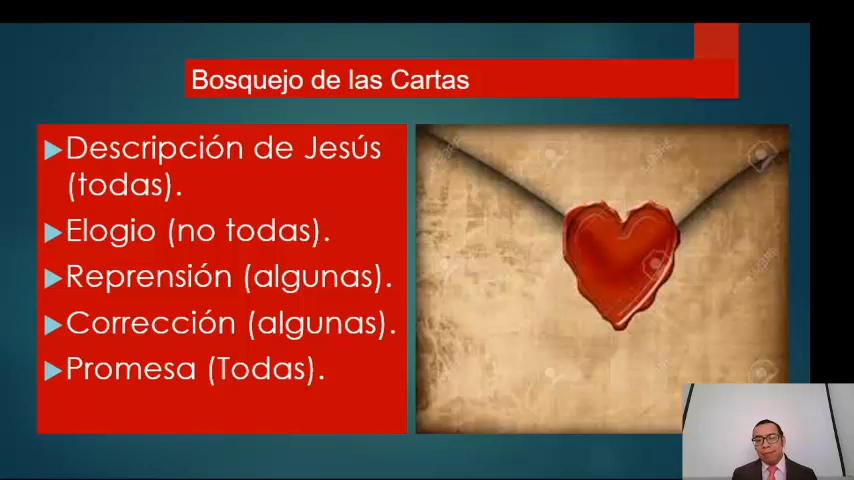 Bosquejo de las Cartas
Descripción de Jesús
(todas).
Elogio (no todas).
Reprensión (algunas).
Corrección (algunas).
Promesa (Todas).